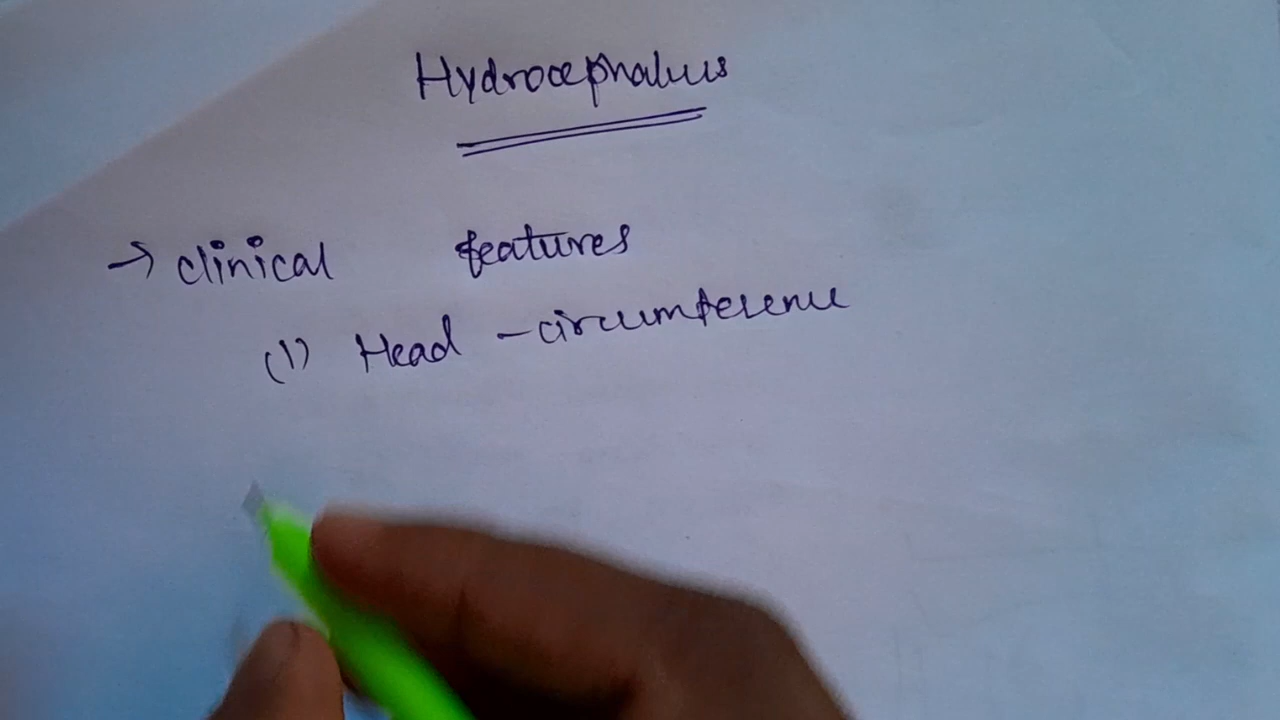 Hydrocephalus
→ clinical features
(1) Head - circumference